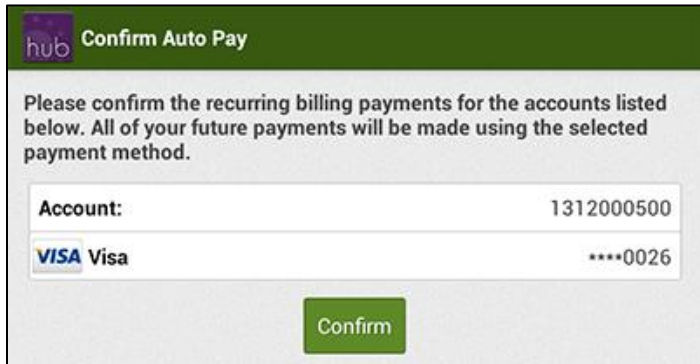 hub Confirm Auto Pay
Please confirm the recurring billing payments for the accounts listed
below. All of your future payments will be made using the selected
payment method.
Account: 1312000500
VISA Visa ****0026
Confirm